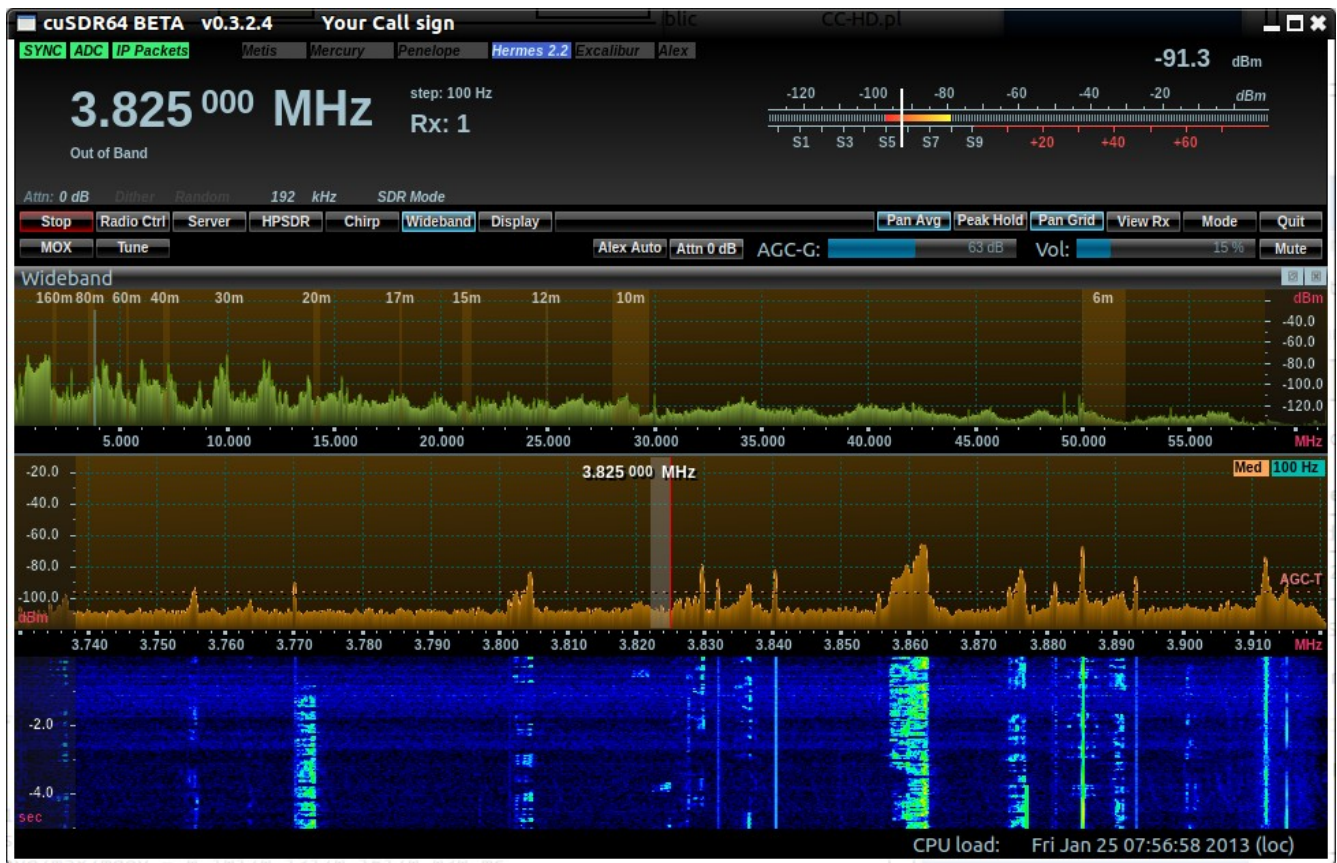 cuSDR64 BETA v0.3.2.4 Your Call sign
blic CC-HD.pl
SYNC ADC IP Packets Metis Mercury Penelope Hermes 2.2 Excalibur Alex
-91.3 dBm
3.825 000 MHz
step: 100 Hz
Rx: 1
Out of Band
-120 -100 -80 -60 -40 -20 dBm
S1 S3 S5 S7 S9 +20 +40 +60
Attn: 0 dB Dither Random 192 kHz SDR Mode
Stop Radio Ctrl Server HPSDR Chirp Wideband Display Pan Avg Peak Hold Pan Grid View Rx Mode Quit
MOX Tune Alex Auto Attn 0 dB AGC-G: 63 dB Vol: 15 % Mute
Wideband
160m 80m 60m 40m 30m 20m 17m 15m 12m 10m 6m dBm
-40.0
-60.0
-80.0
-100.0
-120.0
5.000 10.000 15.000 20.000 25.000 30.000 35.000 40.000 45.000 50.000 55.000 MHz
-20.0 3.825 000 MHz Med 100 Hz
-40.0
-60.0
-80.0
AGC-T
-100.0
dBm
3.740 3.750 3.760 3.770 3.780 3.790 3.800 3.810 3.820 3.830 3.840 3.850 3.860 3.870 3.880 3.890 3.900 3.910 MHz
-2.0
-4.0
sec
CPU load: Fri Jan 25 07:56:58 2013 (loc)